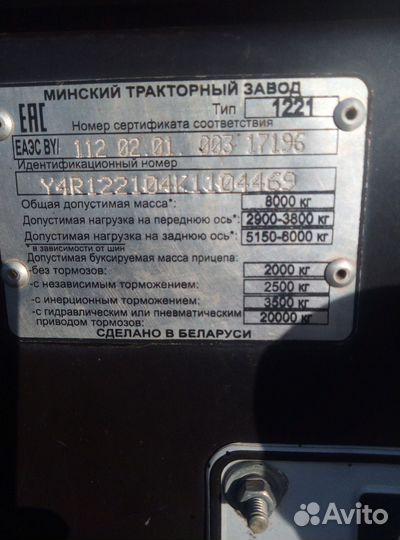 МИНСКИЙ ТРАКТОРНЫЙ ЗАВОД
ЕАС Тип 1221
Номер сертификата соответствия
ЕАЭС BY/ 112 02.01. 003 17196
Идентификационный номер
Y4R122104K1104469
Общая допустимая масса*: 8000 кг
Допустимая нагрузка на переднюю ось*: 2900-3800 кг
Допустимая нагрузка на заднюю ось*: 5150-6000 кг
* в зависимости от шин
Допустимая буксируемая масса прицепа:
-без тормозов: 2000 кг
-с независимым торможением: 2500 кг
-с инерционным торможением: 3500 кг
-с гидравлическим или пневматическим
приводом тормозов: 20000 кг
СДЕЛАНО В БЕЛАРУСИ
Avito